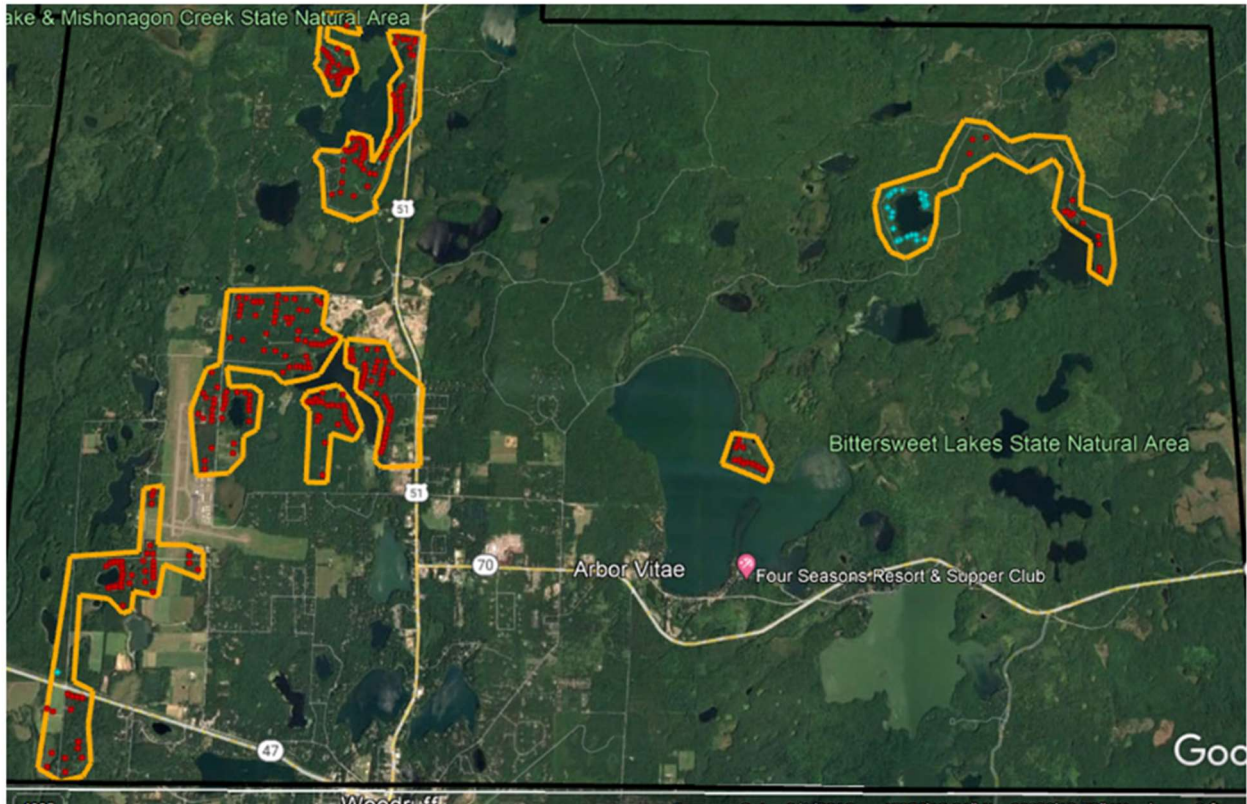 ake & Mishonagon Creek State Natural Area
51
Bittersweet Lakes State Natural Area
51
70
Arbor Vitae
Four Seasons Resort & Supper Club
47
Goo
Woodruff